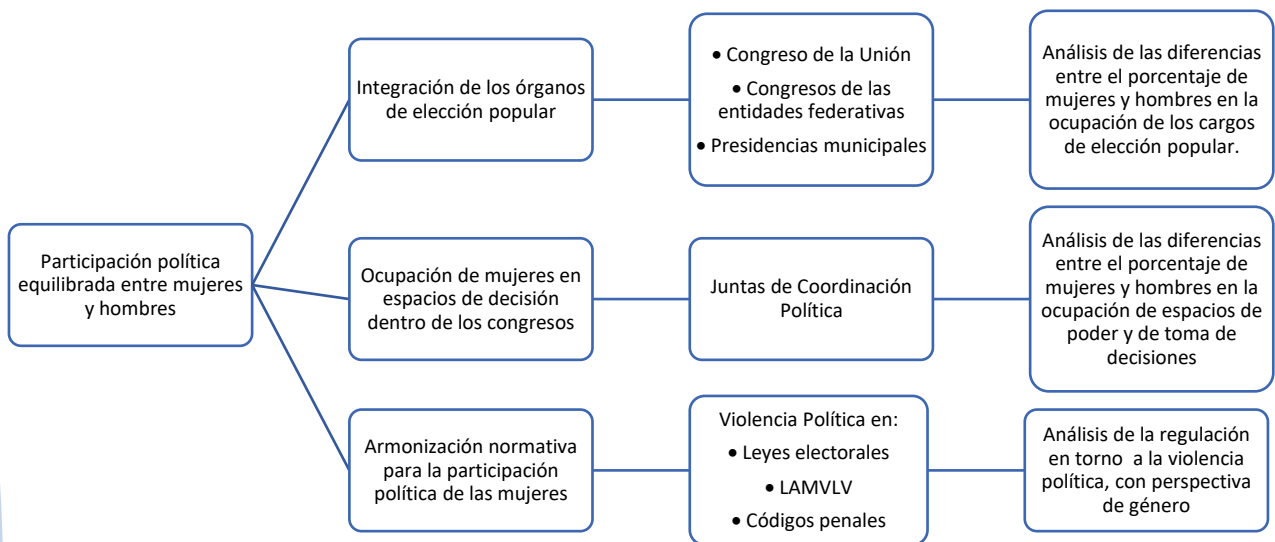 Participación política
equilibrada entre mujeres
y hombres
Integración de los órganos
de elección popular
• Congreso de la Unión
• Congresos de las
entidades federativas
• Presidencias municipales
Análisis de las diferencias
entre el porcentaje de
mujeres y hombres en la
ocupación de los cargos
de elección popular.
Ocupación de mujeres en
espacios de decisión
dentro de los congresos
Juntas de Coordinación
Política
Análisis de las diferencias
entre el porcentaje de
mujeres y hombres en la
ocupación de espacios de
poder y de toma de
decisiones
Armonización normativa
para la participación
política de las mujeres
Violencia Política en:
• Leyes electorales
• LAMVLV
• Códigos penales
Análisis de la regulación
en torno a la violencia
política, con perspectiva
de género